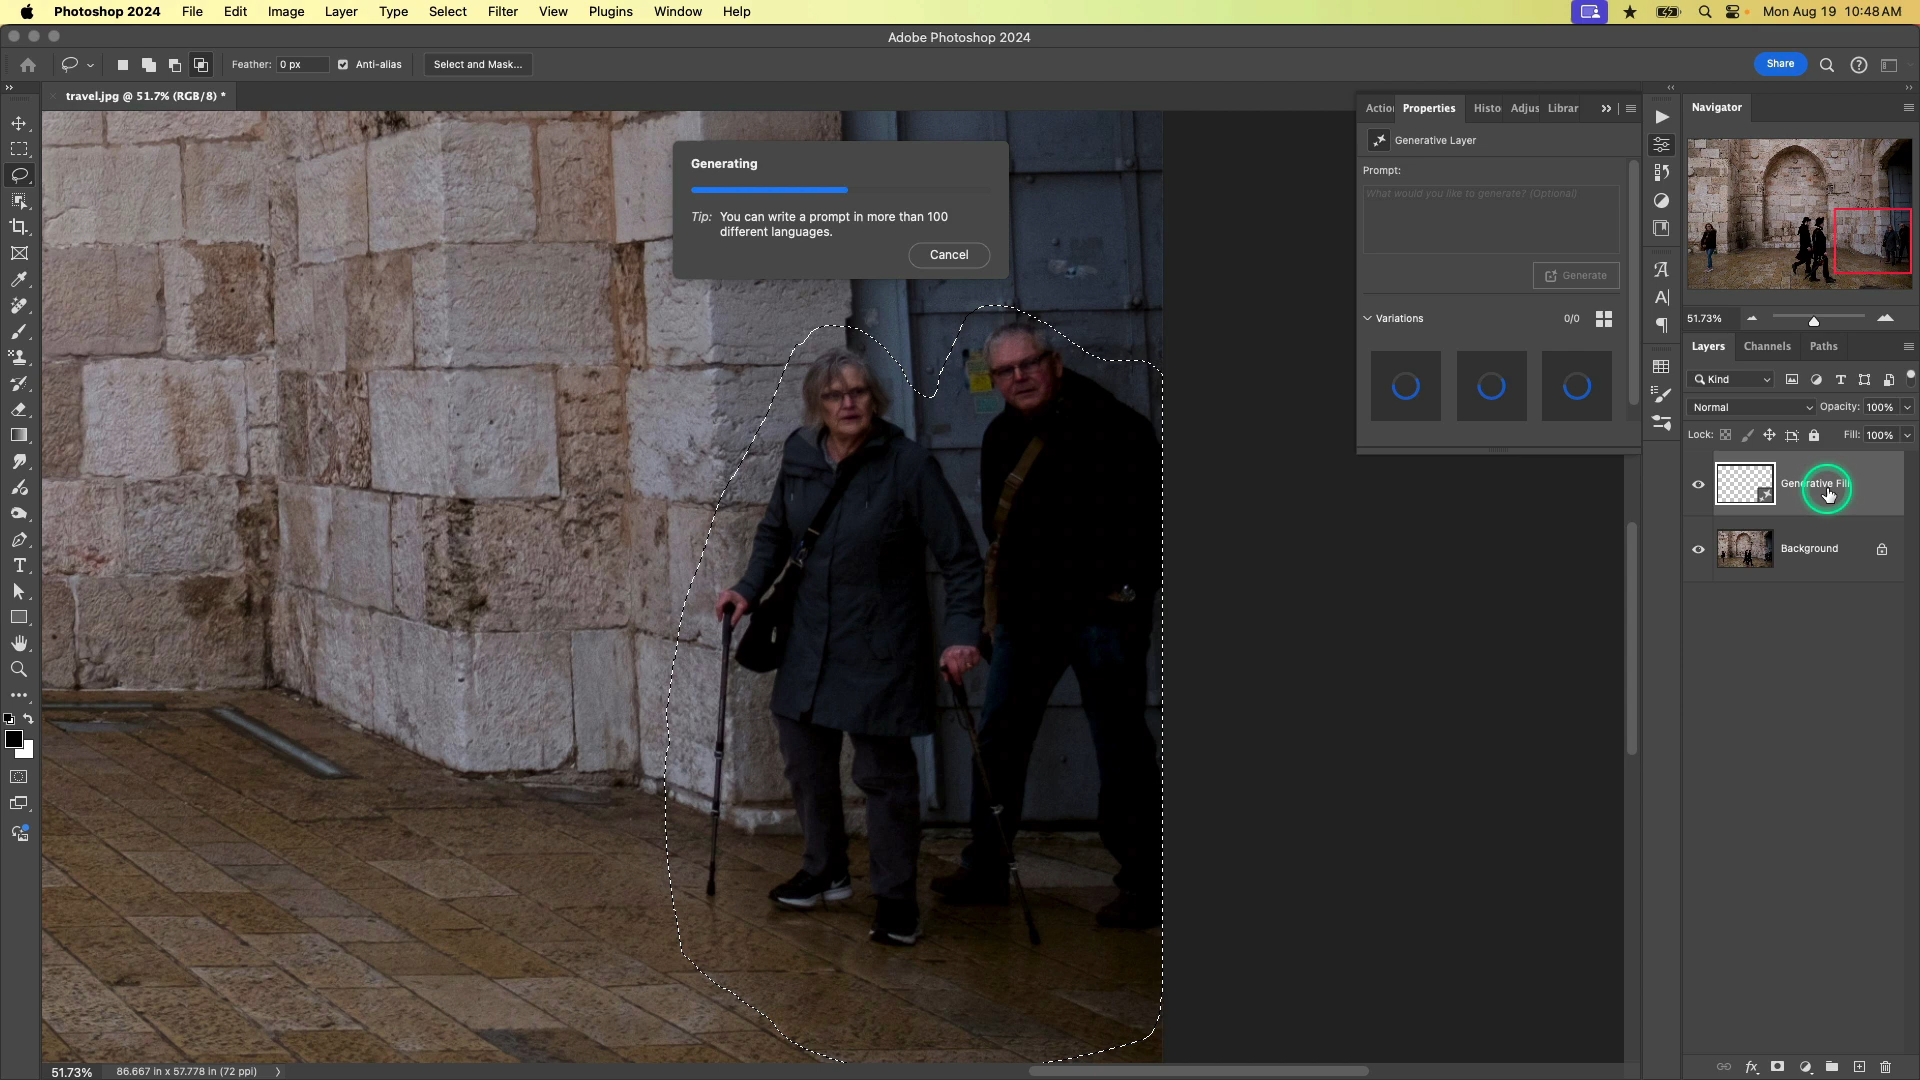 Photoshop 2024 File Edit Image Layer Type Select Filter View Plugins Window Help Mon Aug 19 10:48 AM
Adobe Photoshop 2024
Feather: 0 px Anti-alias Select and Mask... Share
travel.jpg @ 51.7% (RGB/8) *
Actio Properties Histo Adjus Librar
Navigator
Generating
Tip: You can write a prompt in more than 100
different languages.
Cancel
Generative Layer
Prompt:
What would you like to generate? (Optional)
Generate
Variations 0/0
51.73%
Layers Channels Paths
Kind
Normal Opacity: 100%
Lock: Fill: 100%
Generative Fill
Background
51.73% 86.667 in x 57.778 in (72 ppi)